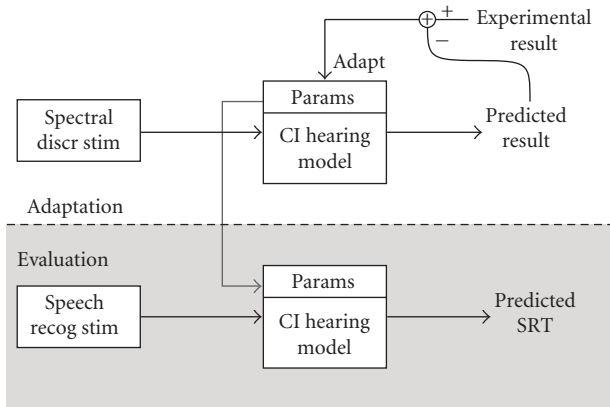 Experimental
result
+
−
Adapt
Params
Spectral
discr stim
CI hearing
model
Predicted
result
Adaptation
Evaluation
Params
Speech
recog stim
CI hearing
model
Predicted
SRT